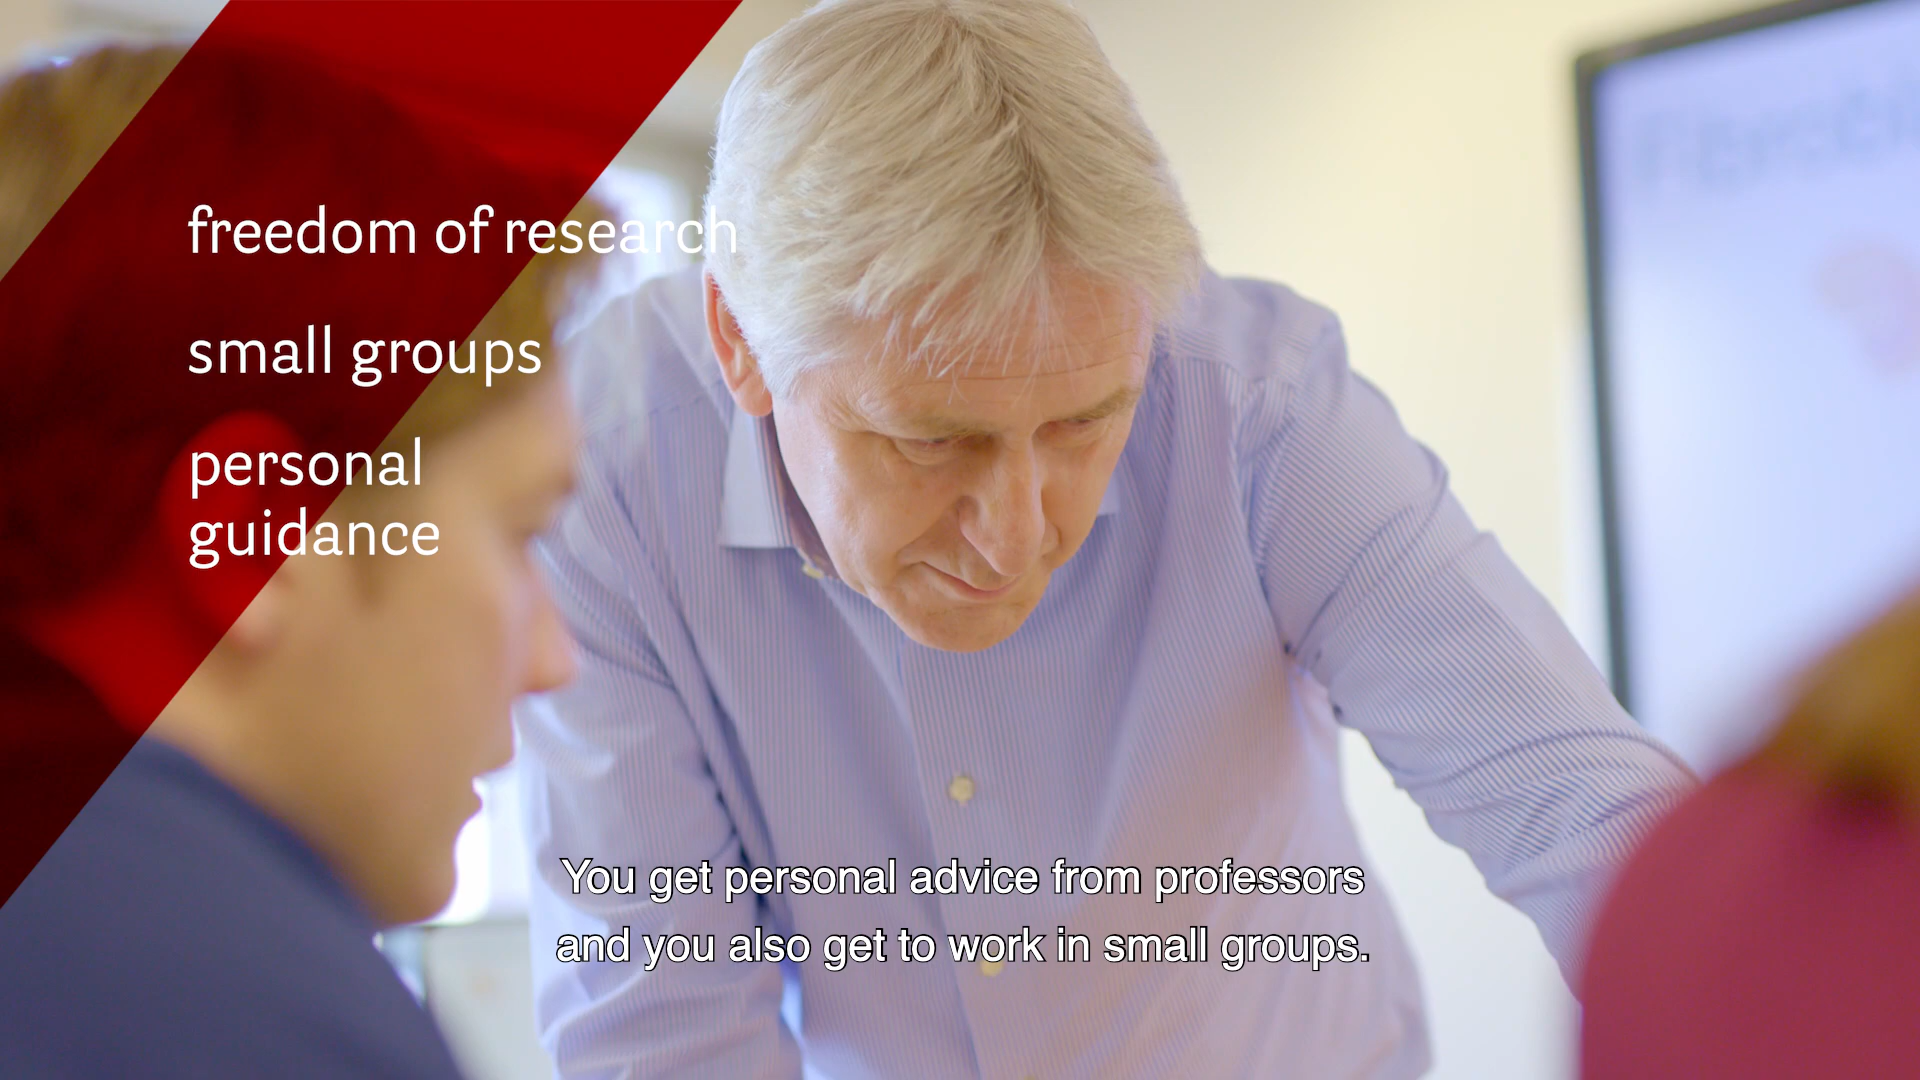 freedom of research
small groups
personal
guidance
You get personal advice from professors
and you also get to work in small groups.